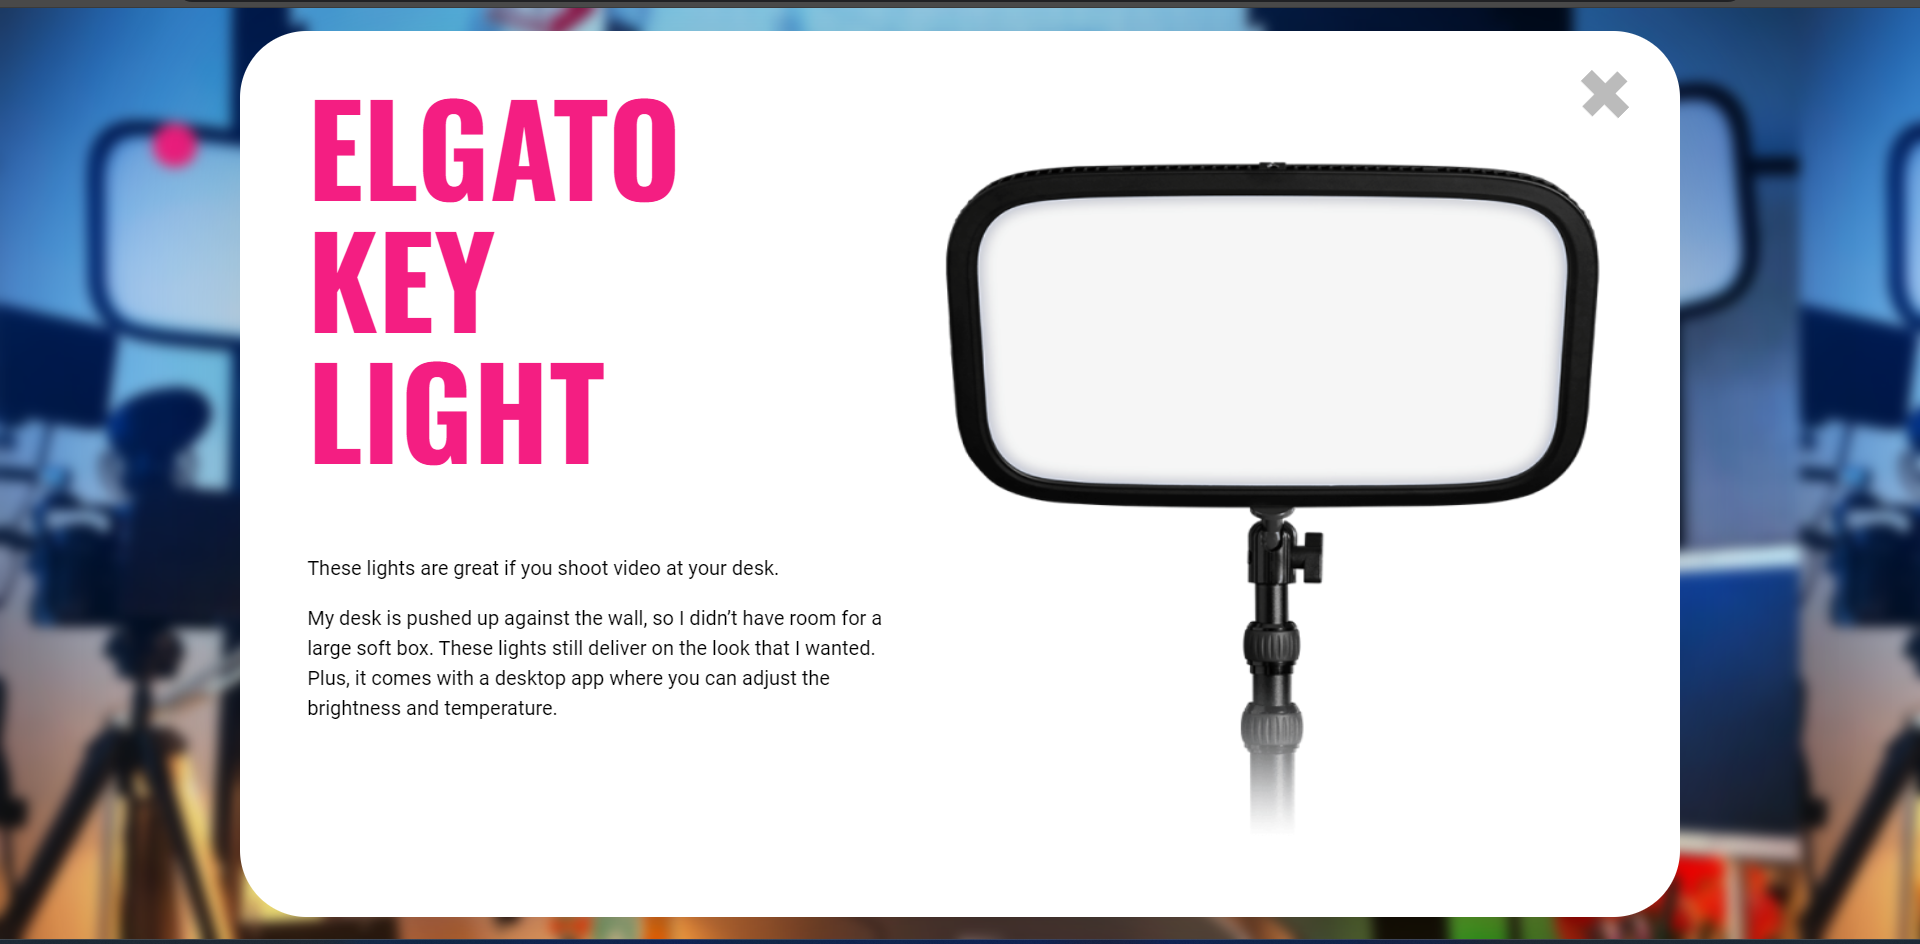 ELGATO
KEY
LIGHT
These lights are great if you shoot video at your desk.
My desk is pushed up against the wall, so I didn’t have room for a
large soft box. These lights still deliver on the look that I wanted.
Plus, it comes with a desktop app where you can adjust the
brightness and temperature.